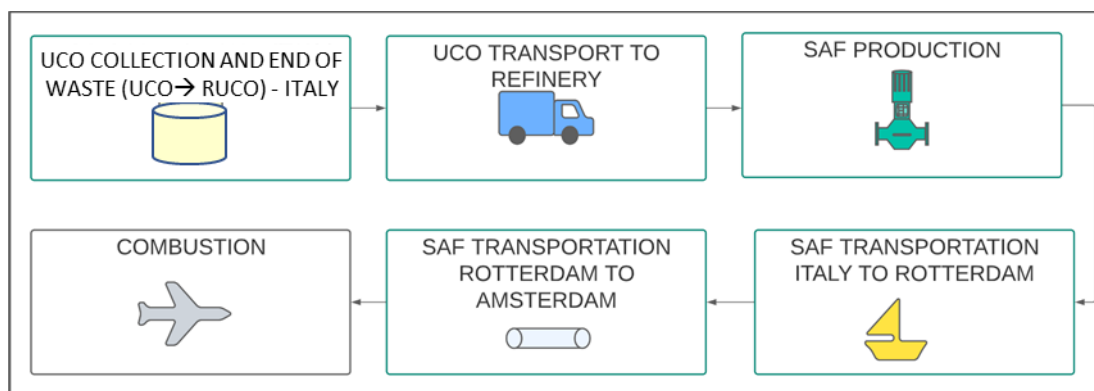 UCO COLLECTION AND END OF
WASTE (UCO→ RUCO) - ITALY
UCO TRANSPORT TO
REFINERY
SAF PRODUCTION
COMBUSTION
SAF TRANSPORTATION
ROTTERDAM TO
AMSTERDAM
SAF TRANSPORTATION
ITALY TO ROTTERDAM